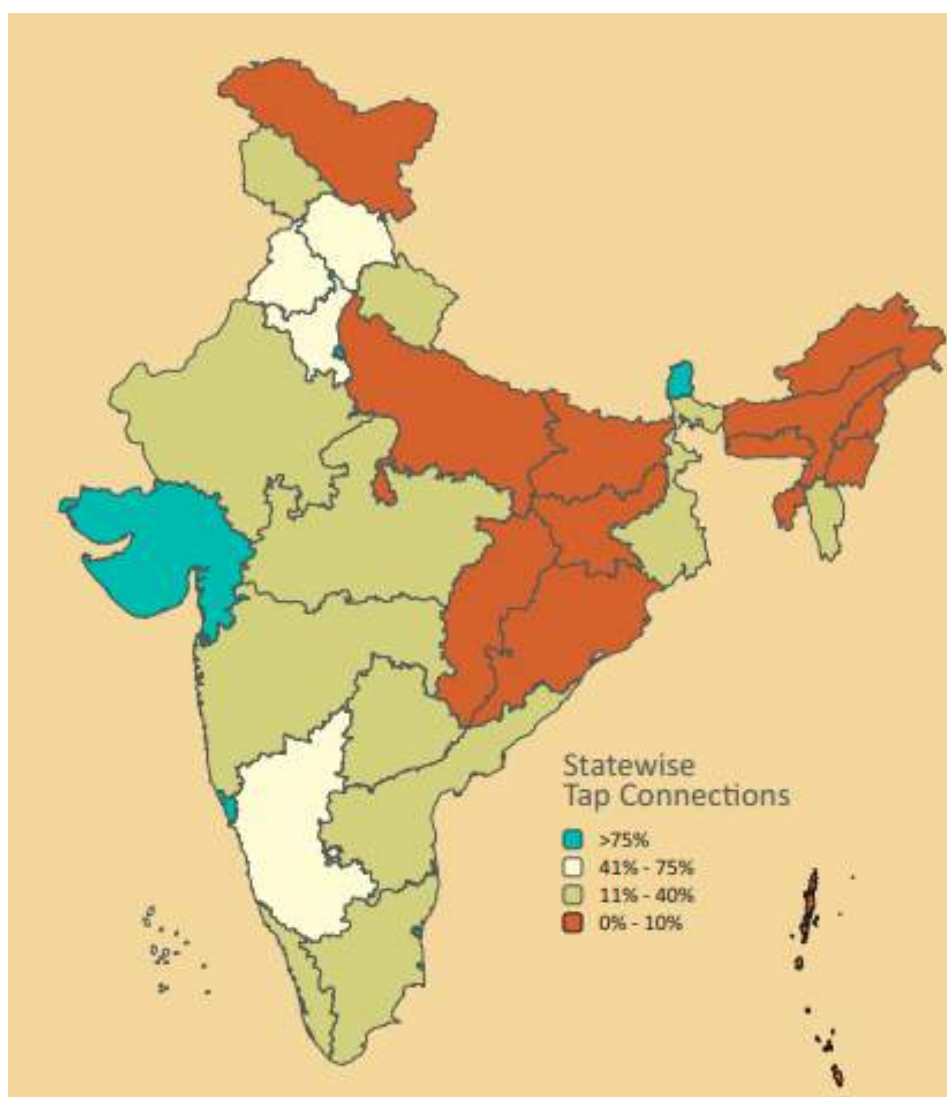 Statewise
Tap Connections
>75%
41% - 75%
11% - 40%
0% - 10%